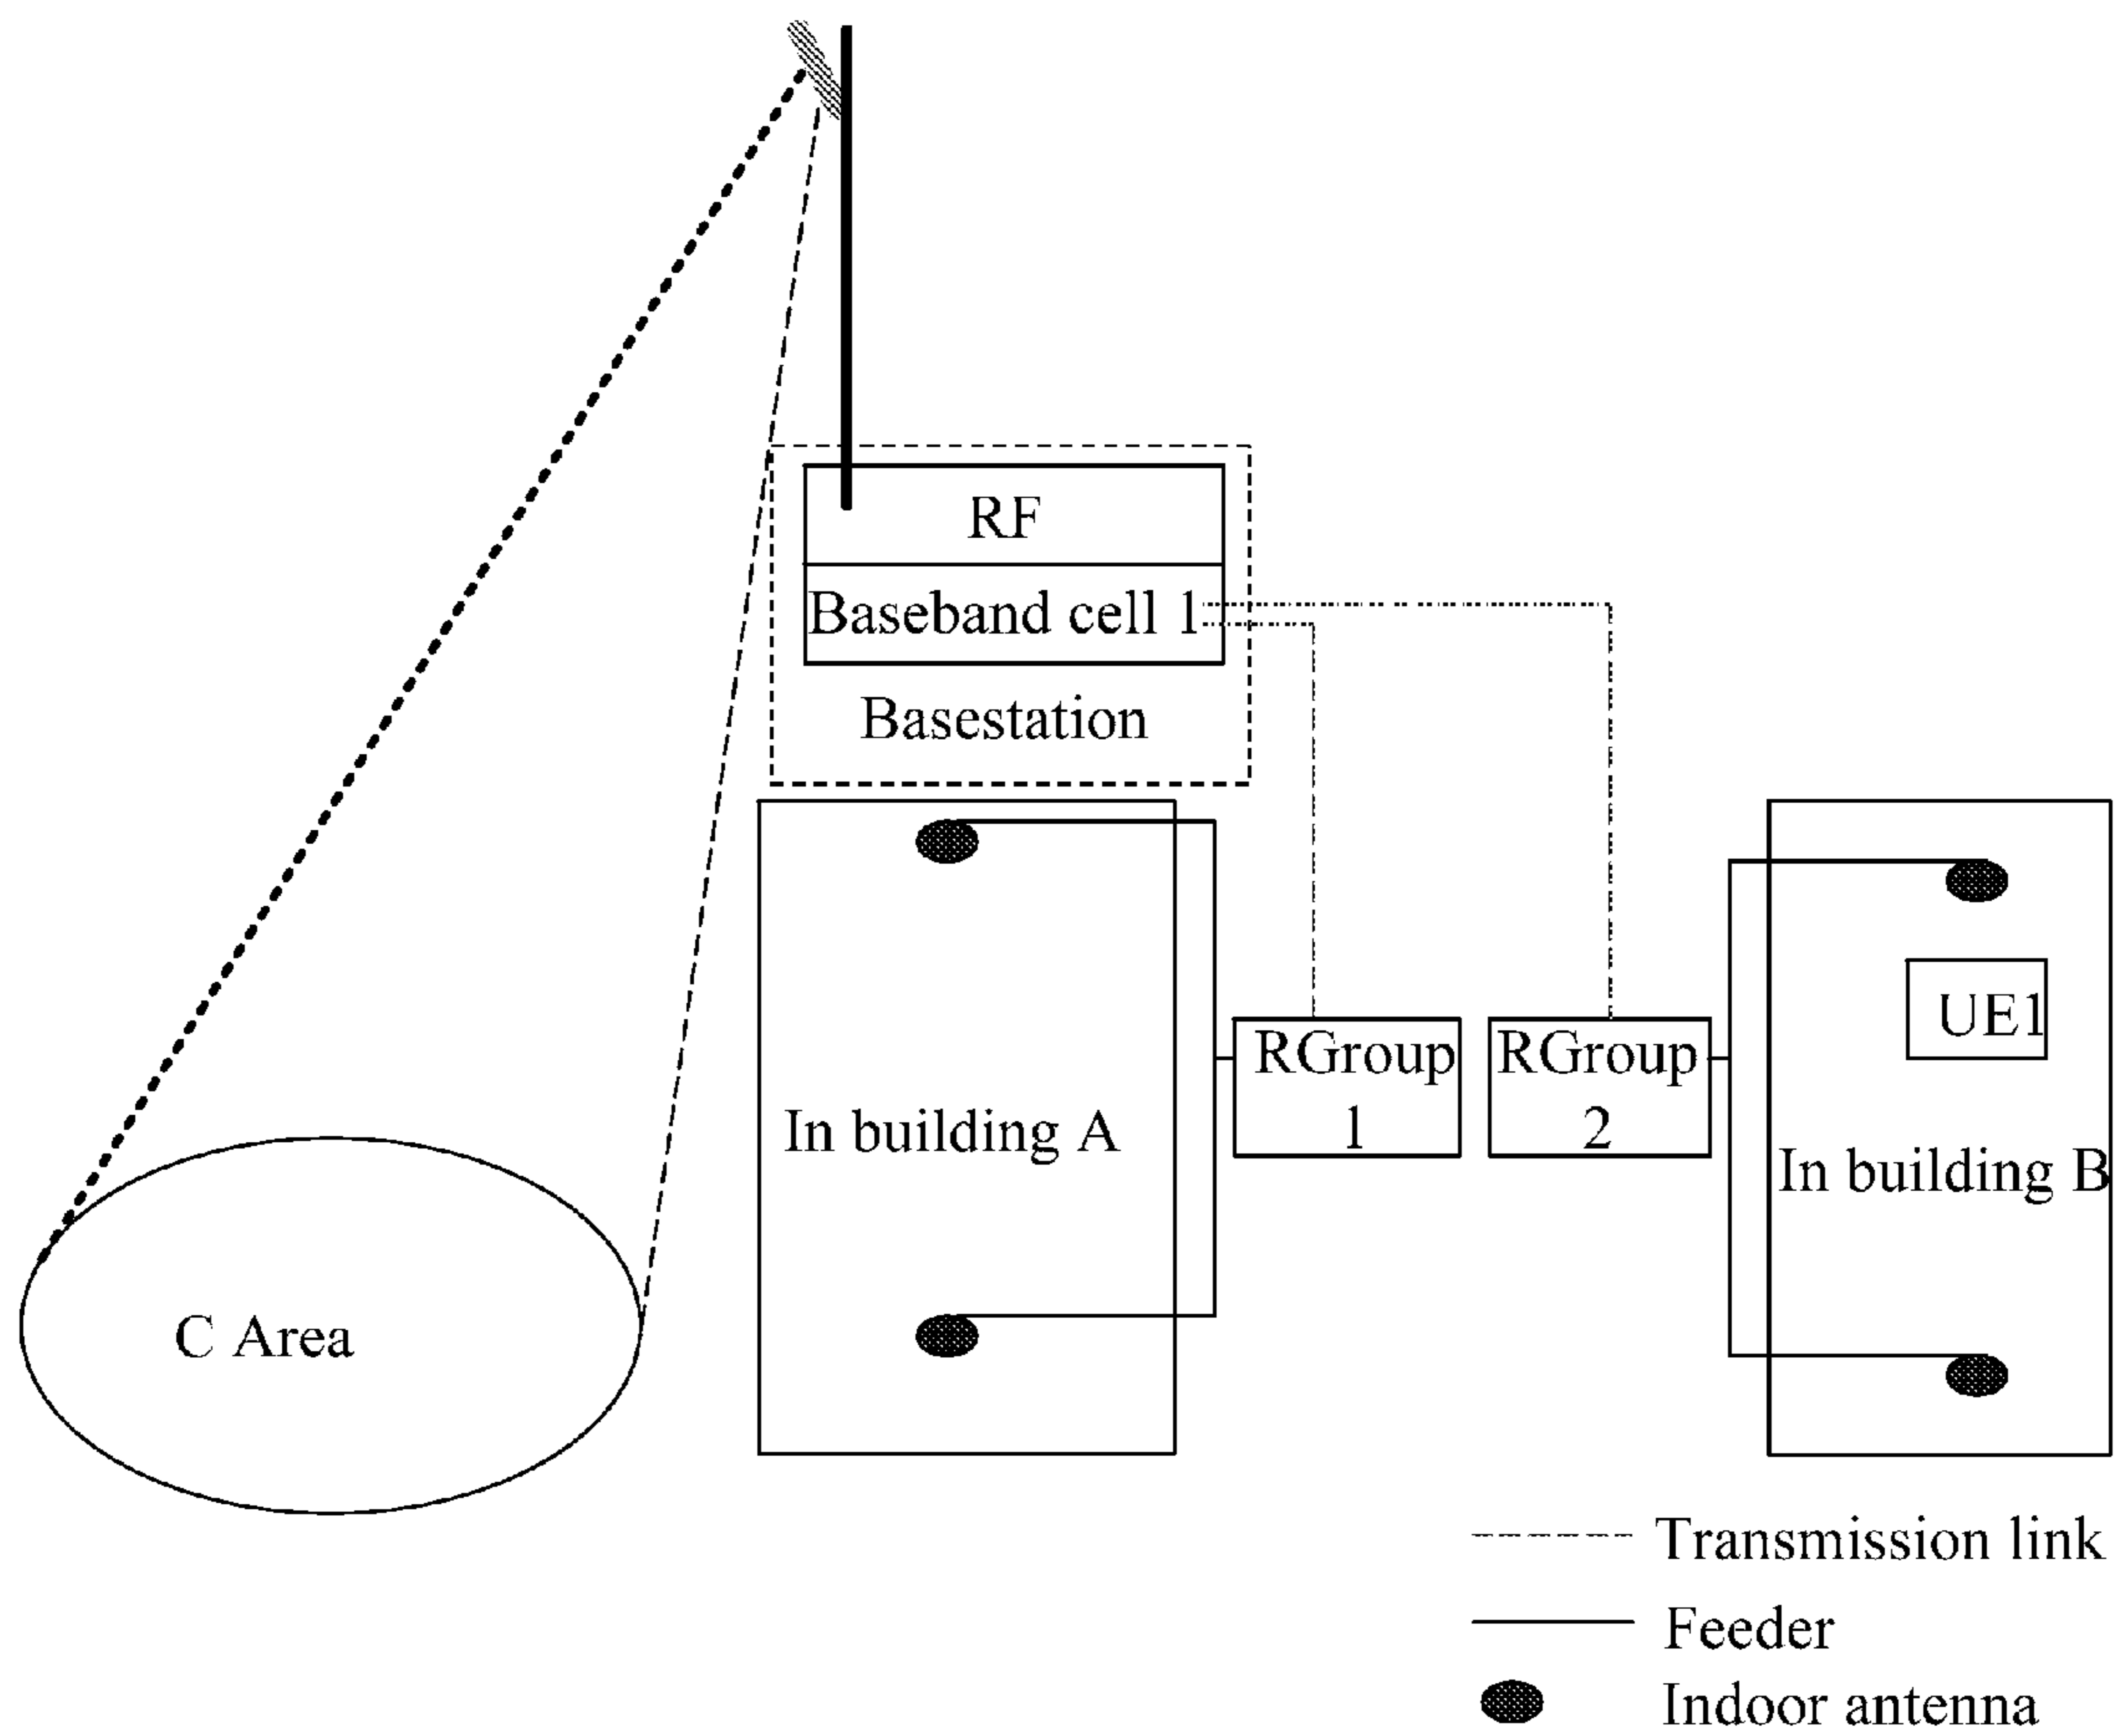 RF
Baseband cell 1
Basestation
UE1
RGroup
1
RGroup
2
In building A
In building B
C Area
Transmission link
Feeder
Indoor antenna